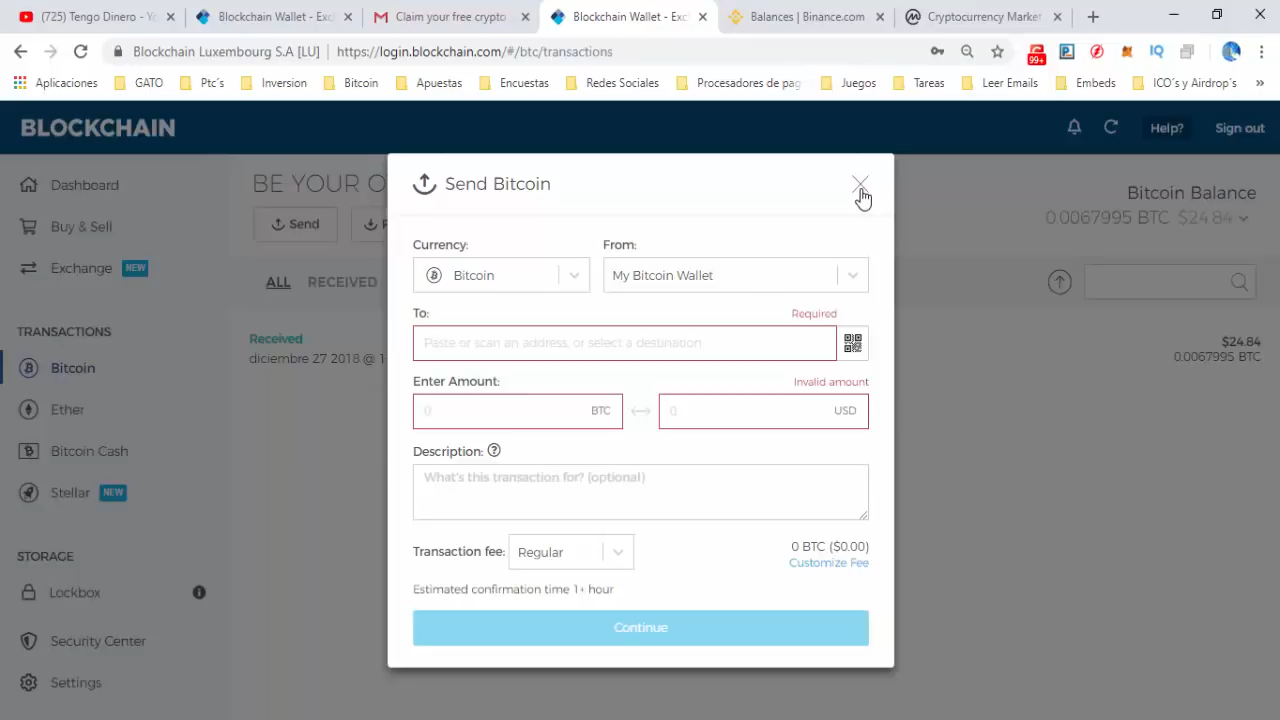 (725) Tengo Dinero - Yo
Blockchain Wallet - Exc
Claim your free crypto
Blockchain Wallet - Exc
Balances | Binance.com
Cryptocurrency Market
Blockchain Luxembourg S.A [LU] | https://login.blockchain.com/#/btc/transactions
99+
IQ
Aplicaciones
GATO
Ptc´s
Inversion
Bitcoin
Apuestas
Encuestas
Redes Sociales
Procesadores de pag
Juegos
Tareas
Leer Emails
Embeds
ICO´s y Airdrop´s
»
BLOCKCHAIN
Help?
Sign out
Dashboard
Buy & Sell
Exchange NEW
TRANSACTIONS
Bitcoin
Ether
Bitcoin Cash
Stellar NEW
STORAGE
Lockbox
Security Center
Settings
BE YOUR O
Send
Bitcoin Balance
0.0067995 BTC $24.84
ALL RECEIVED
Received
diciembre 27 2018 @ 1
$24.84
0.0067995 BTC
Send Bitcoin
Currency:
From:
Bitcoin
My Bitcoin Wallet
To:
Required
Paste or scan an address, or select a destination
Enter Amount:
Invalid amount
0 BTC
0 USD
Description:
What's this transaction for? (optional)
Transaction fee: Regular
0 BTC ($0.00)
Customize Fee
Estimated confirmation time 1+ hour
Continue